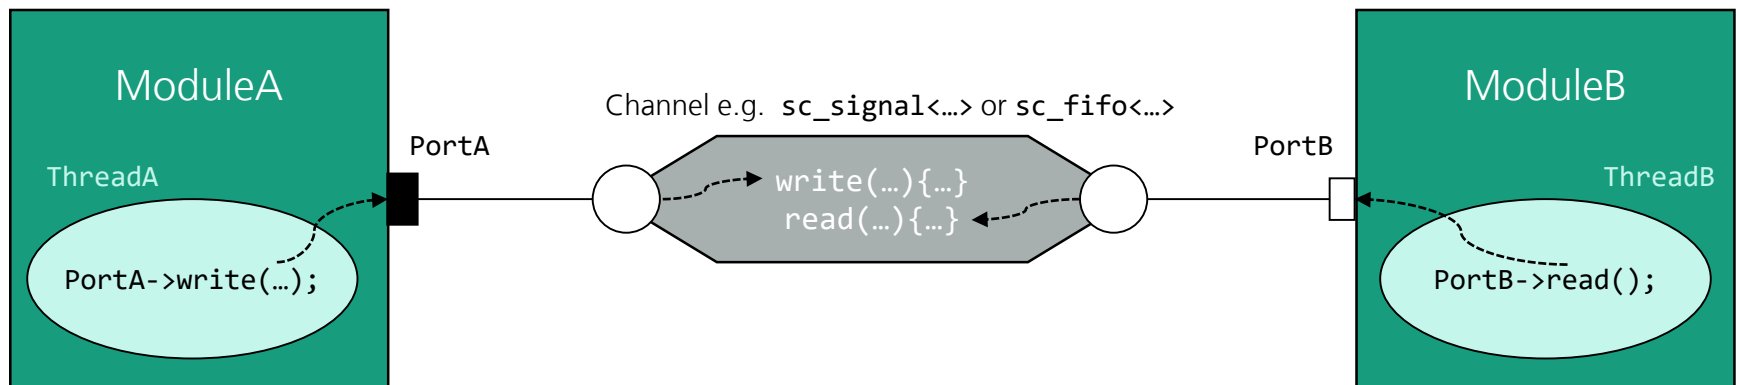 ModuleA
ThreadA
PortA->write(…);
PortA
Channel e.g. sc_signal<…> or sc_fifo<…>
write(…){…}
read(…){…}
PortB
ModuleB
ThreadB
PortB->read();